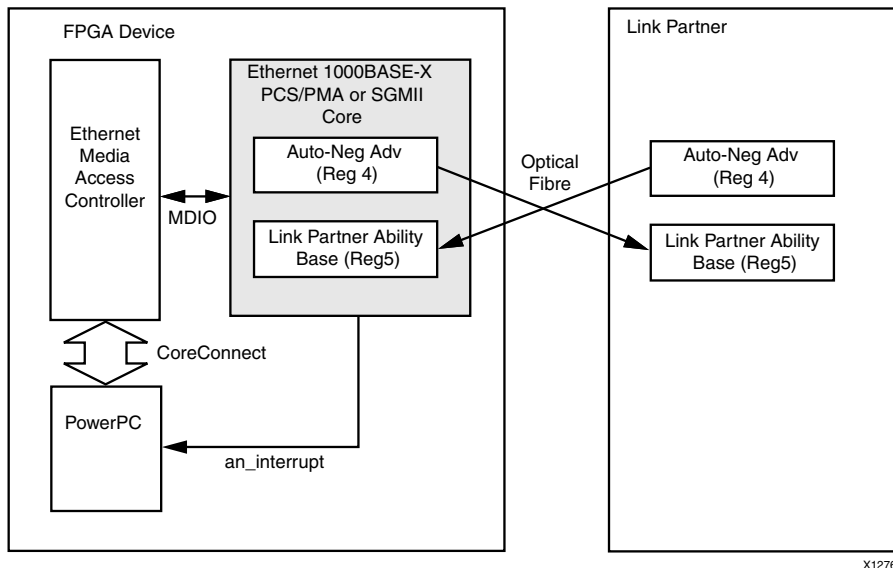 FPGA Device
Link Partner
Ethernet 1000BASE-X
PCS/PMA or SGMII
Core
Ethernet
Media
Access
Controller
MDIO
Auto-Neg Adv
(Reg 4)
Link Partner Ability
Base (Reg5)
Optical
Fibre
Auto-Neg Adv
(Reg 4)
Link Partner Ability
Base (Reg5)
CoreConnect
PowerPC
an_interrupt